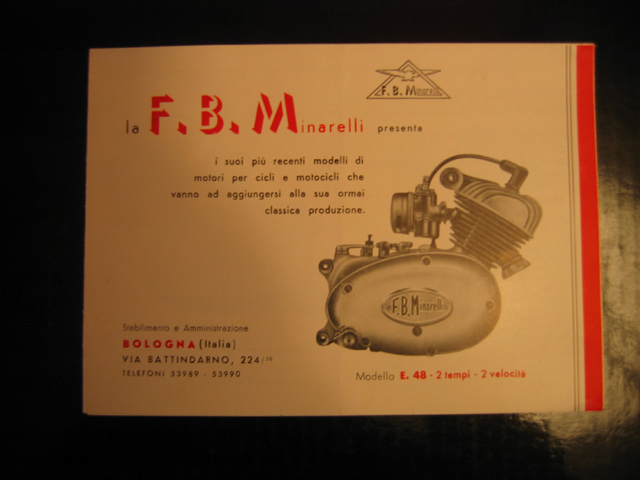 F. B. Minarelli
la F. B. Minarelli presenta
i suoi più recenti modelli di
motori per cicli e motocicli che
vanno ad aggiungersi alla sua ormai
classica produzione.
F.B.Minarelli
Stabilimento e Amministrazione
BOLOGNA (Italia)
VIA BATTINDARNO, 224/
TELEFONI 53989 - 53990
Modello E. 48 - 2 tempi - 2 velocità